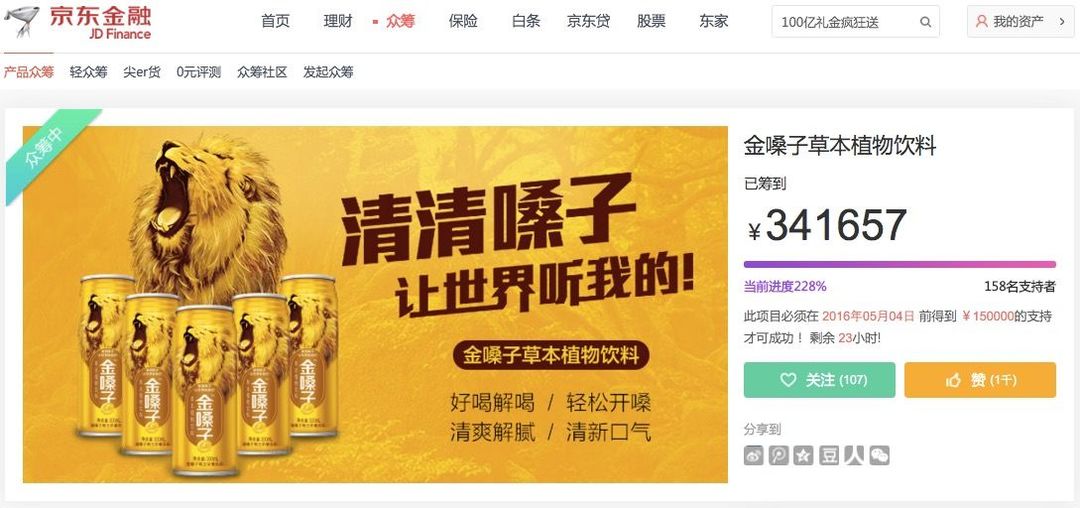 京东金融
JD Finance
首页 理财 众筹 保险 白条 京东贷 股票 东家
100亿礼金疯狂送
我的资产 >
产品众筹 轻众筹 尖er货 0元评测 众筹社区 发起众筹
众筹中
清清嗓子
让世界听我的!
金嗓子草本植物饮料
好喝解喝 / 轻松开嗓
清爽解腻 / 清新口气
金嗓子
金嗓子
金嗓子
金嗓子
金嗓子
金嗓子草本植物饮料
已筹到
¥341657
当前进度228% 158名支持者
此项目必须在 2016年05月04日 前得到 ¥150000的支持
才可成功！ 剩余 23小时!
关注 (107)
赞 (1千)
分享到